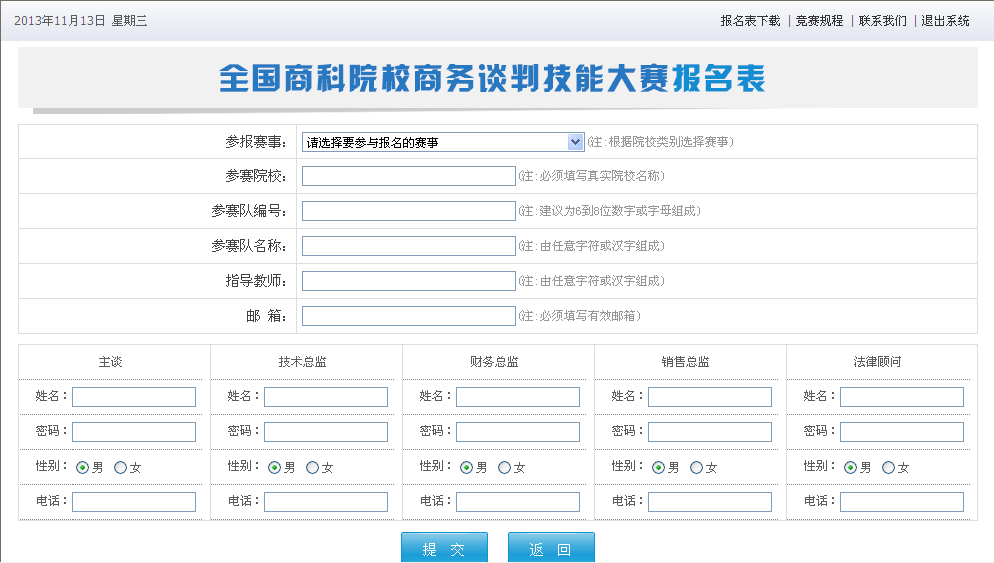 2013年11月13日 星期三 报名表下载 | 竞赛规程 | 联系我们 | 退出系统
全国商科院校商务谈判技能大赛报名表
参报赛事: 请选择要参与报名的赛事 (注:根据院校类别选择赛事)
参赛院校: (注:必须填写真实院校名称)
参赛队编号: (注:建议为6到8位数字或字母组成)
参赛队名称: (注:由任意字符或汉字组成)
指导教师: (注:由任意字符或汉字组成)
邮 箱: (注:必须填写有效邮箱)
主谈 技术总监 财务总监 销售总监 法律顾问
姓名: 姓名: 姓名: 姓名: 姓名:
密码: 密码: 密码: 密码: 密码:
性别: 男 女 性别: 男 女 性别: 男 女 性别: 男 女 性别: 男 女
电话: 电话: 电话: 电话: 电话:
提 交 返 回